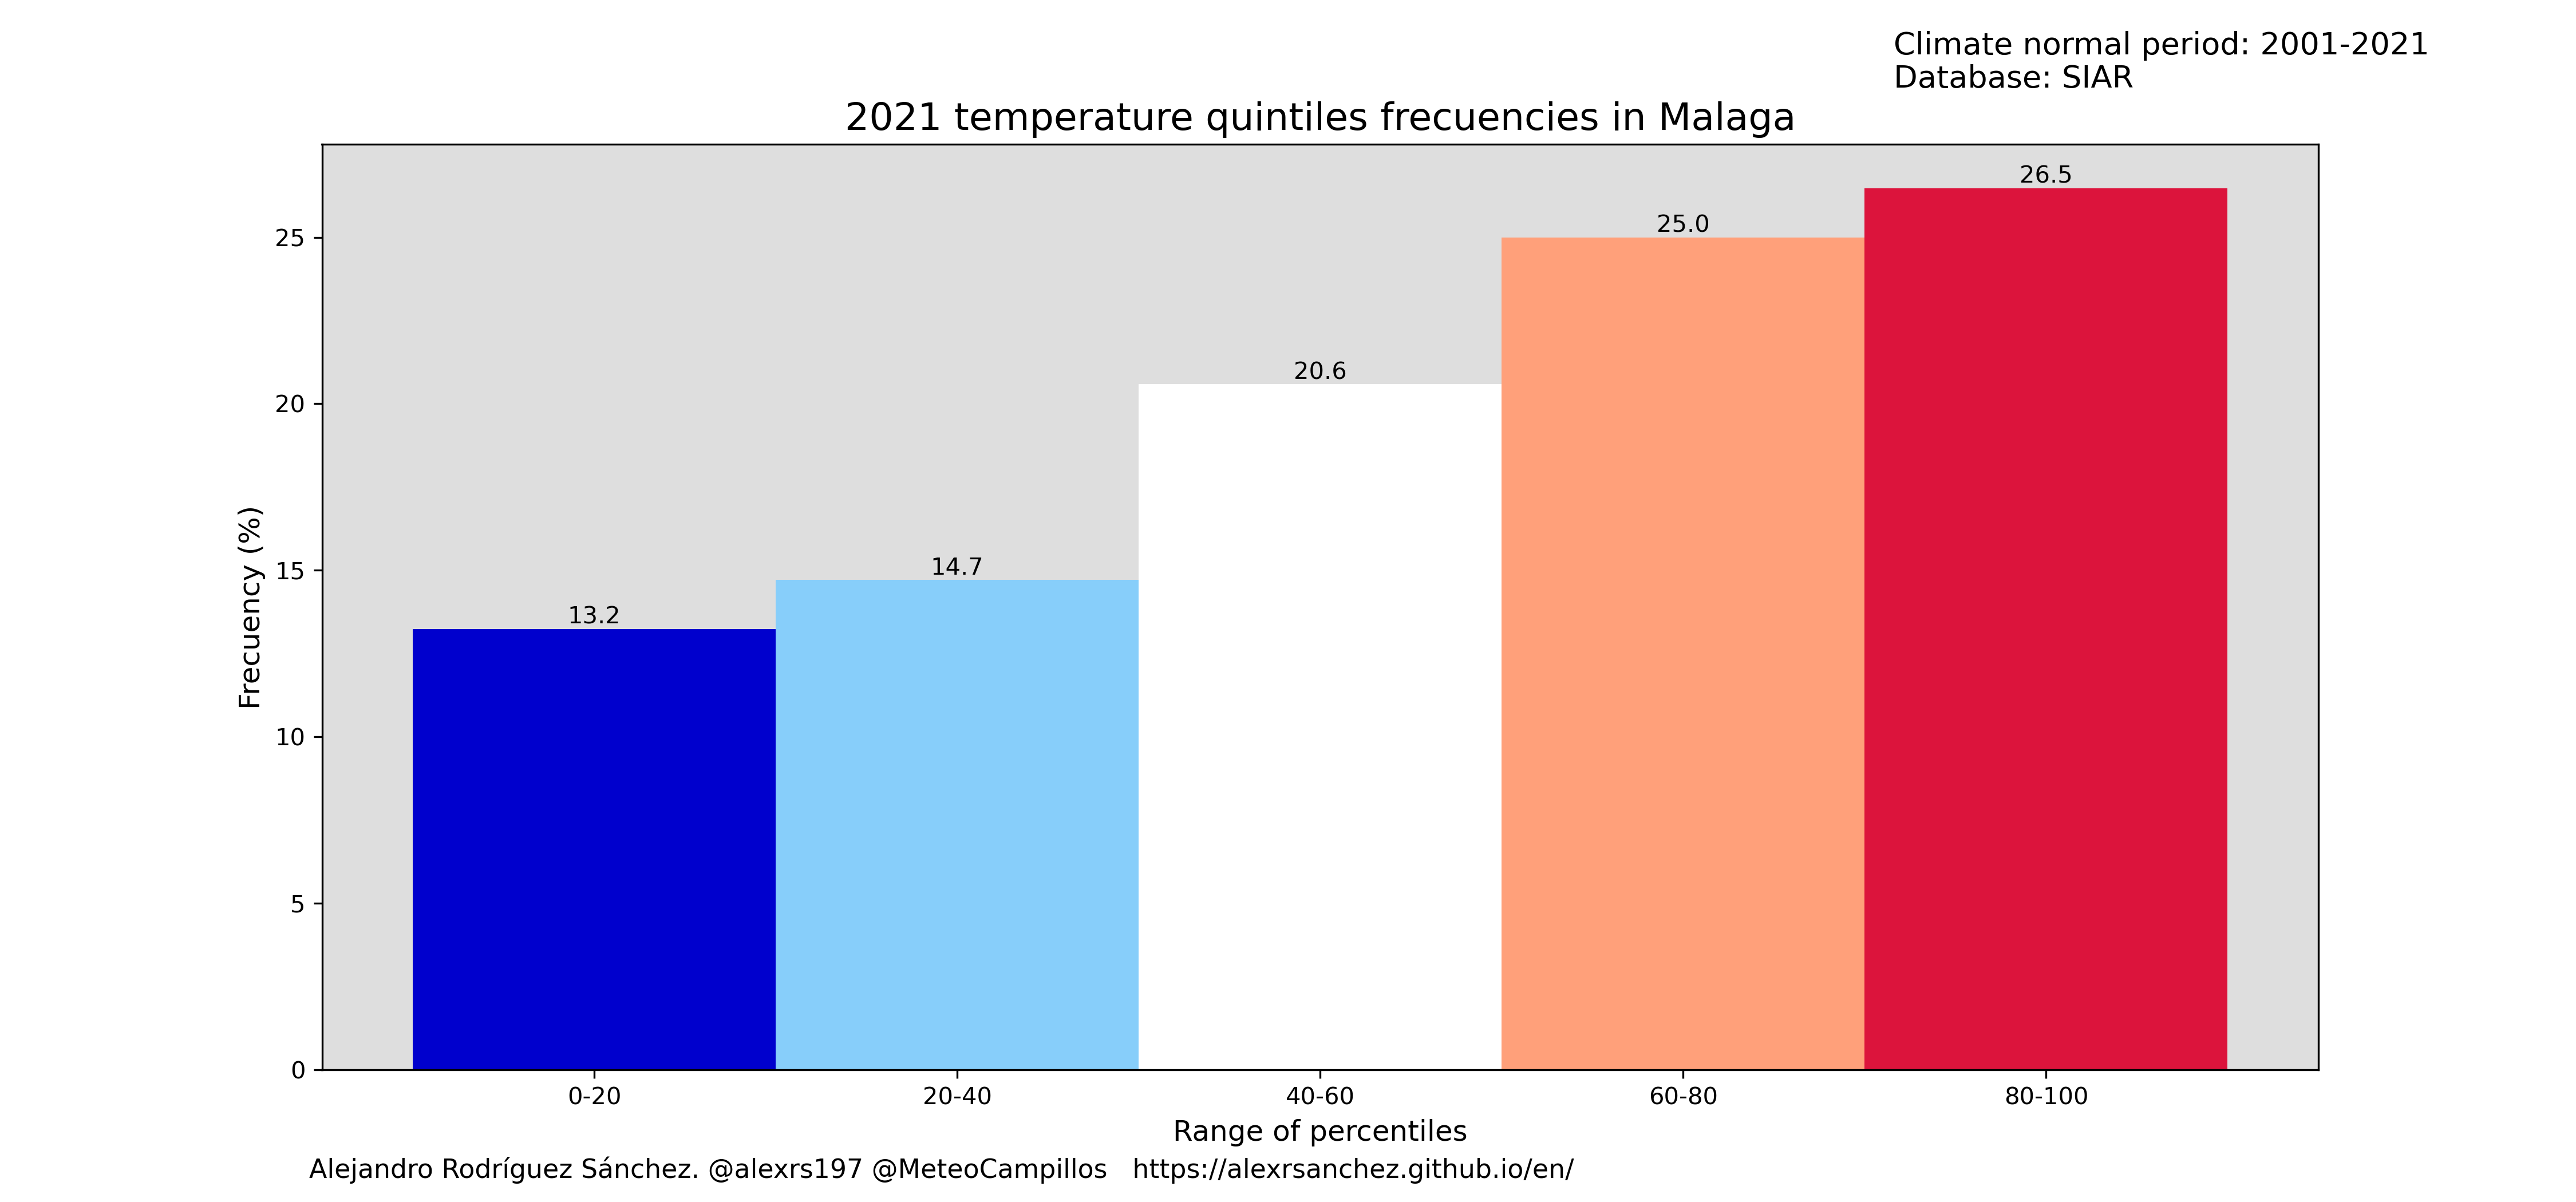 Climate normal period: 2001-2021
Database: SIAR
2021 temperature quintiles frecuencies in Malaga
26.5
25.0
20.6
14.7
13.2
25
20
15
10
5
0
Frecuency (%)
0-20 20-40 40-60 60-80 80-100
Range of percentiles
Alejandro Rodríguez Sánchez. @alexrs197 @MeteoCampillos https://alexrsanchez.github.io/en/